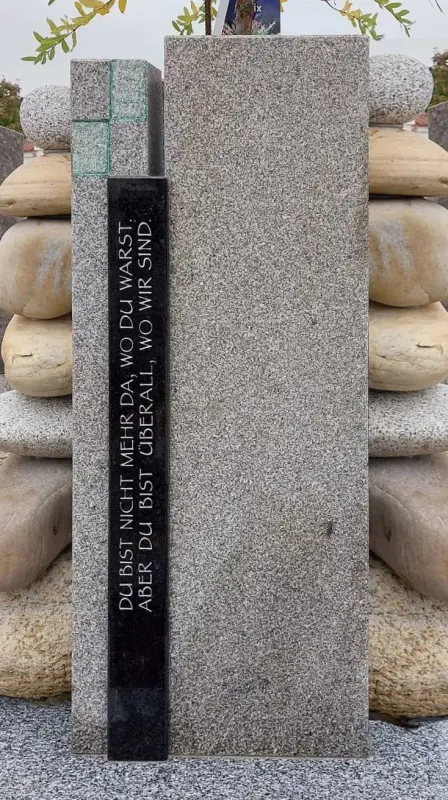 DU BIST NICHT MEHR DA, WO DU WARST.
ABER DU BIST ÜBERALL, WO WIR SIND.